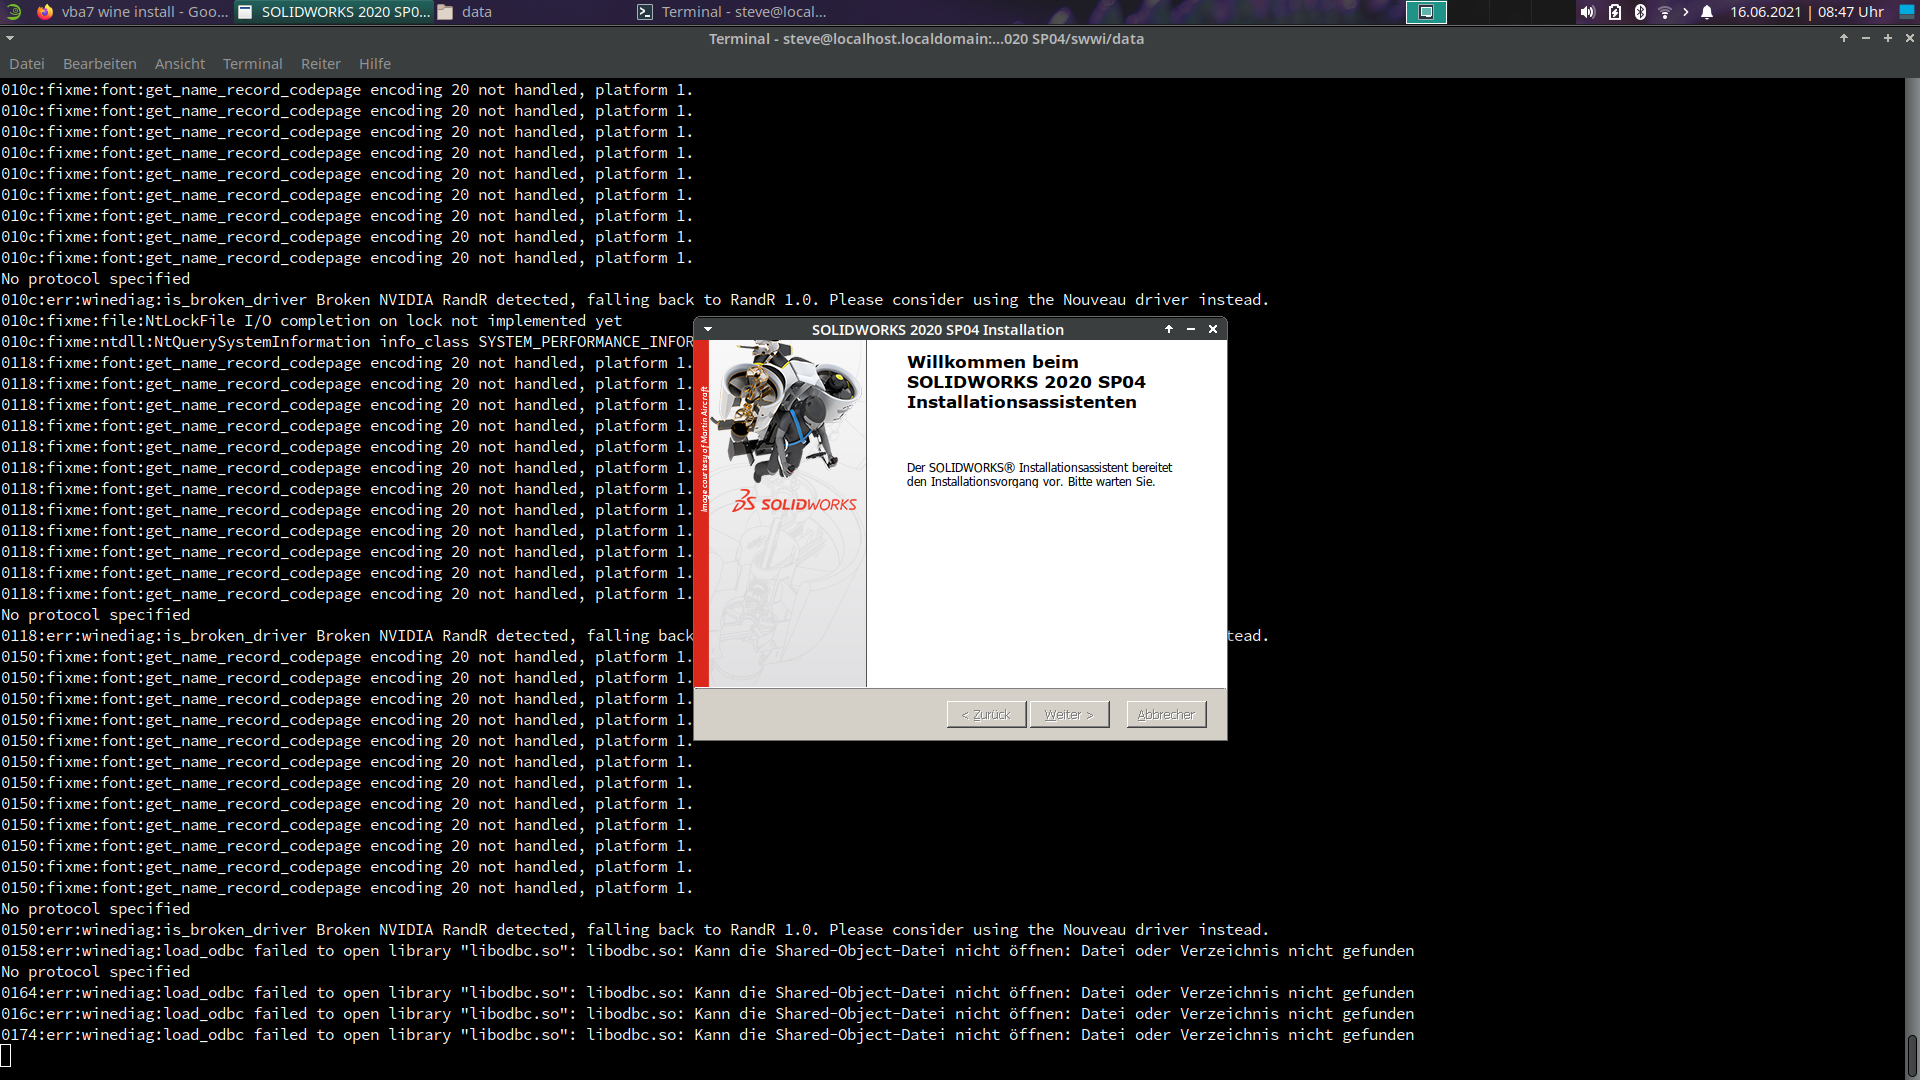 vba7 wine install - Goo...
SOLIDWORKS 2020 SP0...
data
Terminal - steve@local...
16.06.2021 | 08:47 Uhr
Terminal - steve@localhost.localdomain:...020 SP04/swwi/data
Datei Bearbeiten Ansicht Terminal Reiter Hilfe
010c:fixme:font:get_name_record_codepage encoding 20 not handled, platform 1.
010c:fixme:font:get_name_record_codepage encoding 20 not handled, platform 1.
010c:fixme:font:get_name_record_codepage encoding 20 not handled, platform 1.
010c:fixme:font:get_name_record_codepage encoding 20 not handled, platform 1.
010c:fixme:font:get_name_record_codepage encoding 20 not handled, platform 1.
010c:fixme:font:get_name_record_codepage encoding 20 not handled, platform 1.
010c:fixme:font:get_name_record_codepage encoding 20 not handled, platform 1.
010c:fixme:font:get_name_record_codepage encoding 20 not handled, platform 1.
010c:fixme:font:get_name_record_codepage encoding 20 not handled, platform 1.
No protocol specified
010c:err:winediag:is_broken_driver Broken NVIDIA RandR detected, falling back to RandR 1.0. Please consider using the Nouveau driver instead.
010c:fixme:file:NtLockFile I/O completion on lock not implemented yet
010c:fixme:ntdll:NtQuerySystemInformation info_class SYSTEM_PERFORMANCE_INFOR
0118:fixme:font:get_name_record_codepage encoding 20 not handled, platform 1.
0118:fixme:font:get_name_record_codepage encoding 20 not handled, platform 1.
0118:fixme:font:get_name_record_codepage encoding 20 not handled, platform 1.
0118:fixme:font:get_name_record_codepage encoding 20 not handled, platform 1.
0118:fixme:font:get_name_record_codepage encoding 20 not handled, platform 1.
0118:fixme:font:get_name_record_codepage encoding 20 not handled, platform 1.
0118:fixme:font:get_name_record_codepage encoding 20 not handled, platform 1.
0118:fixme:font:get_name_record_codepage encoding 20 not handled, platform 1.
0118:fixme:font:get_name_record_codepage encoding 20 not handled, platform 1.
0118:fixme:font:get_name_record_codepage encoding 20 not handled, platform 1.
0118:fixme:font:get_name_record_codepage encoding 20 not handled, platform 1.
0118:fixme:font:get_name_record_codepage encoding 20 not handled, platform 1.
No protocol specified
0118:err:winediag:is_broken_driver Broken NVIDIA RandR detected, falling back tead.
0150:fixme:font:get_name_record_codepage encoding 20 not handled, platform 1.
0150:fixme:font:get_name_record_codepage encoding 20 not handled, platform 1.
0150:fixme:font:get_name_record_codepage encoding 20 not handled, platform 1.
0150:fixme:font:get_name_record_codepage encoding 20 not handled, platform 1.
0150:fixme:font:get_name_record_codepage encoding 20 not handled, platform 1.
0150:fixme:font:get_name_record_codepage encoding 20 not handled, platform 1.
0150:fixme:font:get_name_record_codepage encoding 20 not handled, platform 1.
0150:fixme:font:get_name_record_codepage encoding 20 not handled, platform 1.
0150:fixme:font:get_name_record_codepage encoding 20 not handled, platform 1.
0150:fixme:font:get_name_record_codepage encoding 20 not handled, platform 1.
0150:fixme:font:get_name_record_codepage encoding 20 not handled, platform 1.
0150:fixme:font:get_name_record_codepage encoding 20 not handled, platform 1.
No protocol specified
0150:err:winediag:is_broken_driver Broken NVIDIA RandR detected, falling back to RandR 1.0. Please consider using the Nouveau driver instead.
0158:err:winediag:load_odbc failed to open library "libodbc.so": libodbc.so: Kann die Shared-Object-Datei nicht öffnen: Datei oder Verzeichnis nicht gefunden
No protocol specified
0164:err:winediag:load_odbc failed to open library "libodbc.so": libodbc.so: Kann die Shared-Object-Datei nicht öffnen: Datei oder Verzeichnis nicht gefunden
016c:err:winediag:load_odbc failed to open library "libodbc.so": libodbc.so: Kann die Shared-Object-Datei nicht öffnen: Datei oder Verzeichnis nicht gefunden
0174:err:winediag:load_odbc failed to open library "libodbc.so": libodbc.so: Kann die Shared-Object-Datei nicht öffnen: Datei oder Verzeichnis nicht gefunden
SOLIDWORKS 2020 SP04 Installation
Image courtesy of Martin Aircraft
SOLIDWORKS
Willkommen beim
SOLIDWORKS 2020 SP04
Installationsassistenten
Der SOLIDWORKS® Installationsassistent bereitet
den Installationsvorgang vor. Bitte warten Sie.
< Zurück
Weiter >
Abbrecher